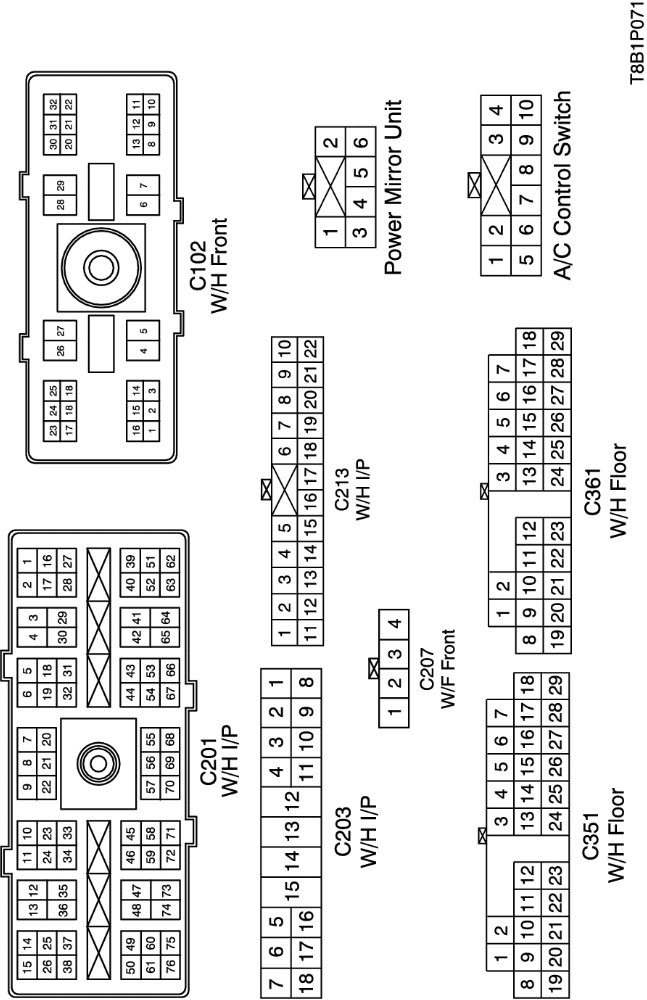 15 14 13 12 11 10 9 8 7 6 5 4 3 2 1
26 25 24 23 22 21 20 19 18 17 16
38 37 36 35 34 33 32 31 30 29 28 27
50 49 48 47 46 45 44 43 42 41 40 39
61 60 59 58 57 56 55 54 53 52 51
76 75 74 73 72 71 70 69 68 67 66 65 64 63 62
C201
W/H I/P
23 24 25 26 27 28 29 30 31 32
17 18 18 20 21 22
16 15 14 4 5 6 7 13 12 11
1 2 3 8 9 10
C102
W/H Front
7 6 5 15 14 13 12 4 3 2 1
18 17 16 11 10 9 8
C203
W/H I/P
1 2 3 4 5 6 7 8 9 10
11 12 13 14 15 16 17 18 19 20 21 22
C213
W/H I/P
1 2
3 4 5 6
Power Mirror Unit
1 2 3 4
C207
W/F Front
1 2 3 4 5 6 7
8 9 10 11 12 13 14 15 16 17 18
19 20 21 22 23 24 25 26 27 28 29
C351
W/H Floor
1 2 3 4 5 6 7
8 9 10 11 12 13 14 15 16 17 18
19 20 21 22 23 24 25 26 27 28 29
C361
W/H Floor
1 2 3 4
5 6 7 8 9 10
A/C Control Switch
T8B1P071